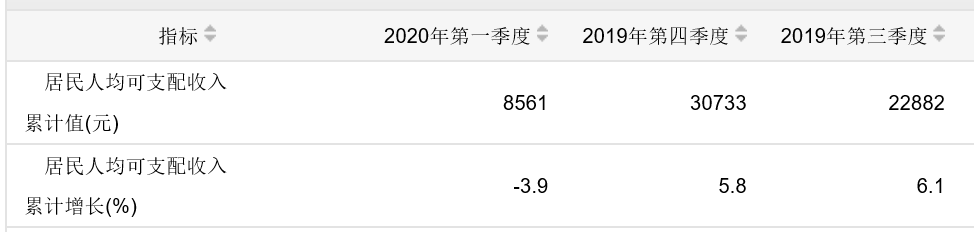 指标 2020年第一季度 2019年第四季度 2019年第三季度
居民人均可支配收入
累计值(元) 8561 30733 22882
居民人均可支配收入
累计增长(%) -3.9 5.8 6.1